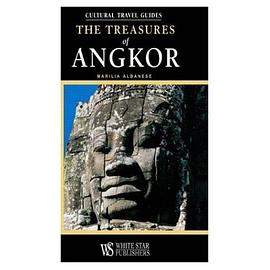 CULTURAL TRAVEL GUIDES
THE TREASURES
of
ANGKOR
MARILIA ALBANESE
WS WHITE STAR
PUBLISHERS